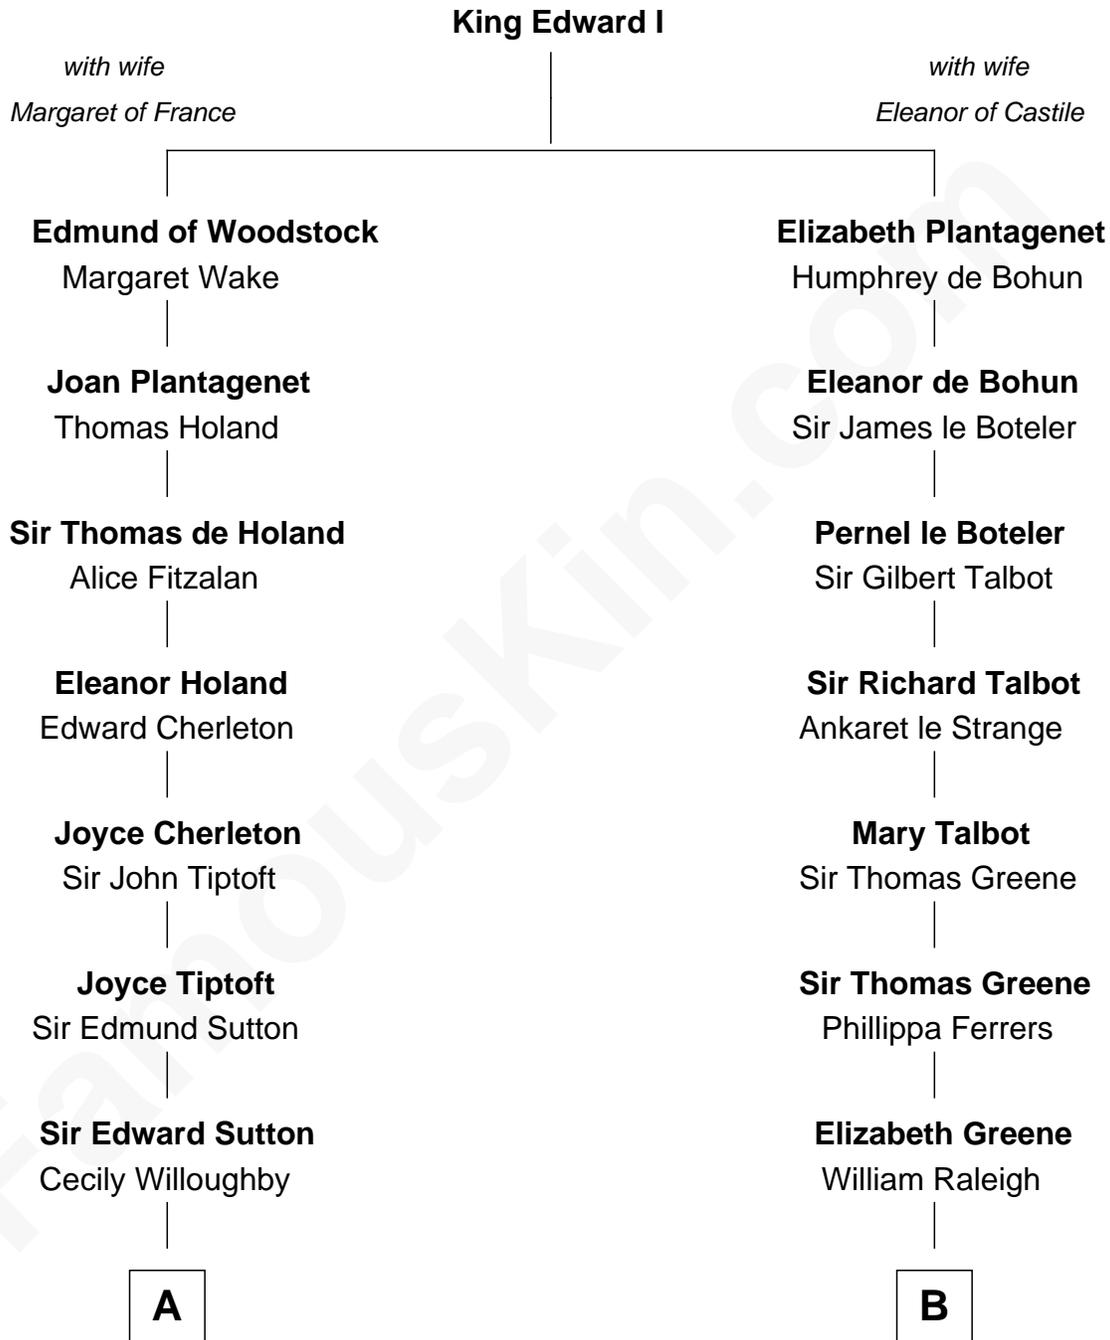 King Edward I
with wife
Margaret of France
with wife
Eleanor of Castile
Edmund of Woodstock
Margaret Wake
Elizabeth Plantagenet
Humphrey de Bohun
Joan Plantagenet
Thomas Holand
Eleanor de Bohun
Sir James le Boteler
Sir Thomas de Holand
Alice Fitzalan
Pernel le Boteler
Sir Gilbert Talbot
Eleanor Holand
Edward Cherleton
Sir Richard Talbot
Ankaret le Strange
Joyce Cherleton
Sir John Tiptoft
Mary Talbot
Sir Thomas Greene
Joyce Tiptoft
Sir Edmund Sutton
Sir Thomas Greene
Phillippa Ferrers
Sir Edward Sutton
Cecily Willoughby
Elizabeth Greene
William Raleigh
A
B
FamousKin.com